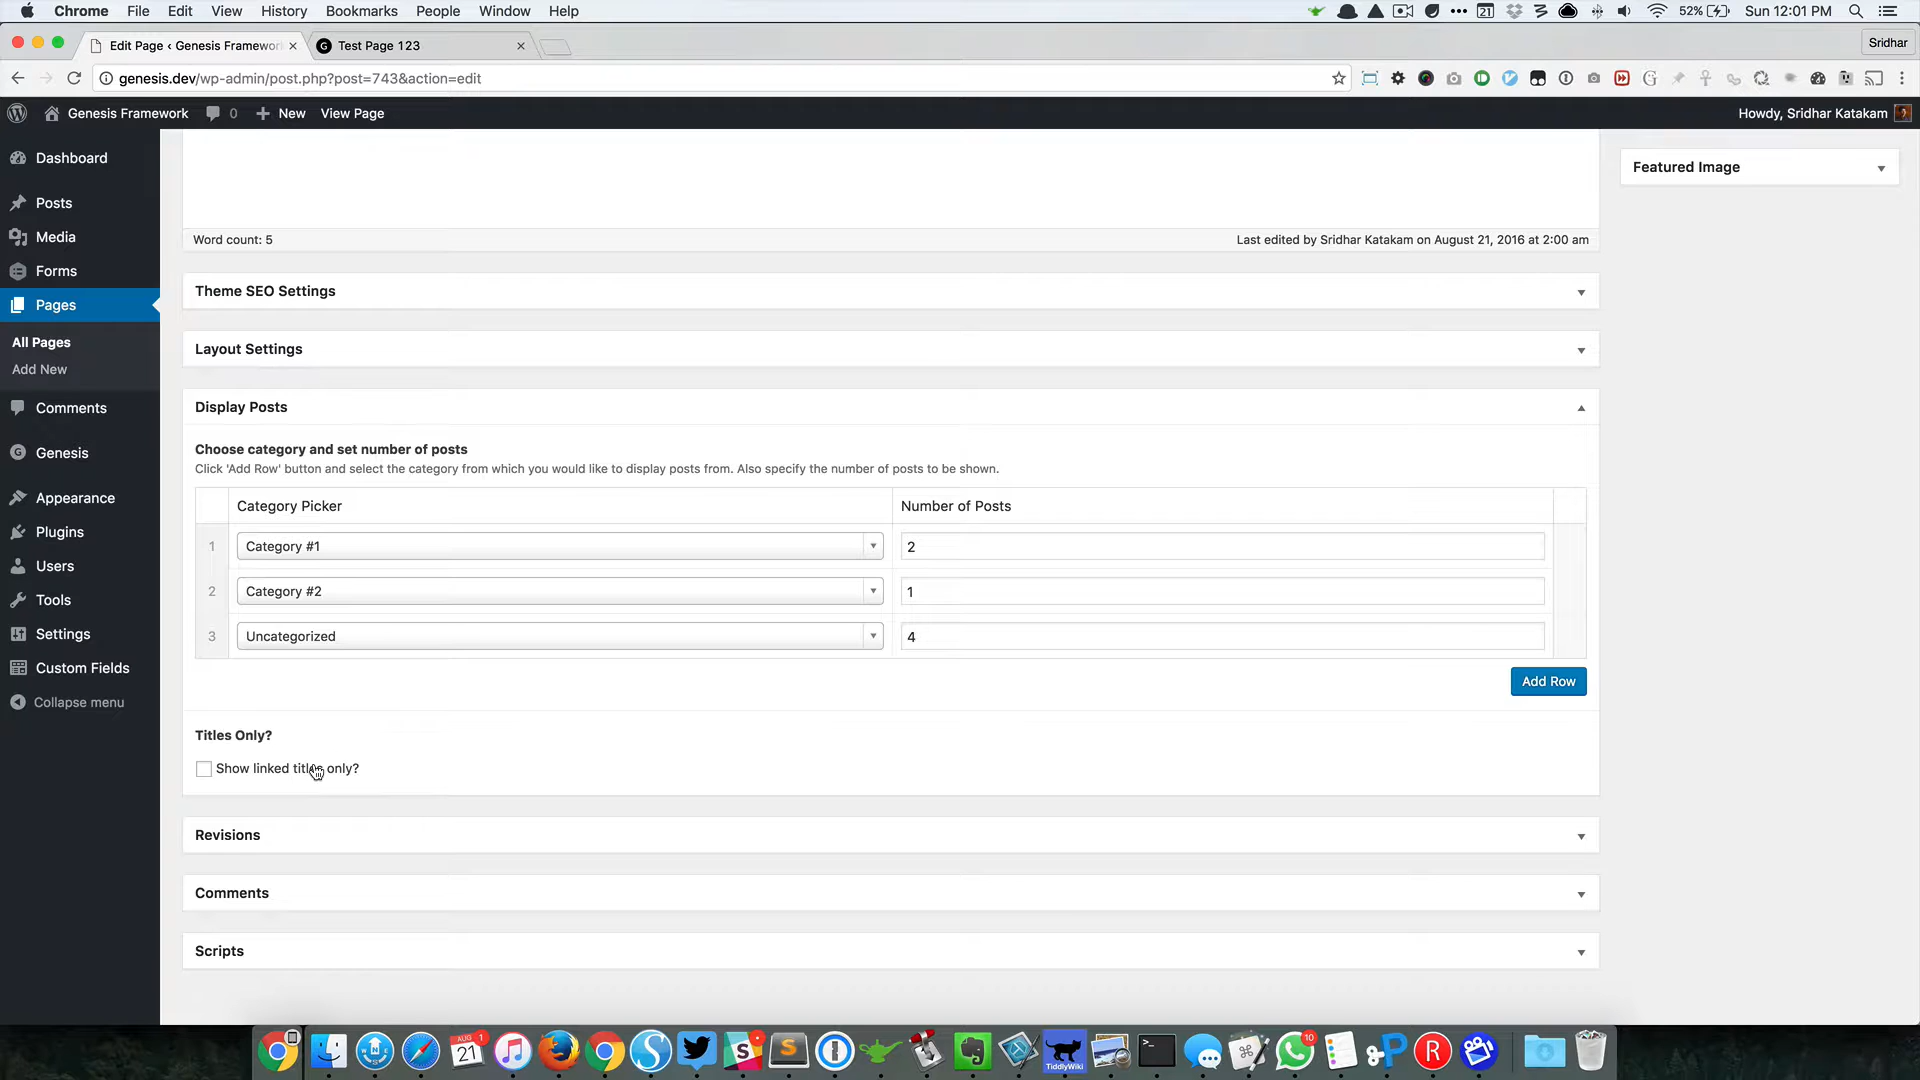 Chrome File Edit View History Bookmarks People Window Help
21 52% Sun 12:01 PM
Edit Page ‹ Genesis Framewor
Test Page 123
Sridhar
genesis.dev/wp-admin/post.php?post=743&action=edit
Genesis Framework 0 New View Page
Howdy, Sridhar Katakam
Dashboard
Posts
Media
Forms
Pages
All Pages
Add New
Comments
Genesis
Appearance
Plugins
Users
Tools
Settings
Custom Fields
Collapse menu
Word count: 5
Last edited by Sridhar Katakam on August 21, 2016 at 2:00 am
Featured Image
Theme SEO Settings
Layout Settings
Display Posts
Choose category and set number of posts
Click 'Add Row' button and select the category from which you would like to display posts from. Also specify the number of posts to be shown.
Category Picker Number of Posts
1 Category #1 2
2 Category #2 1
3 Uncategorized 4
Add Row
Titles Only?
Show linked titles only?
Revisions
Comments
Scripts
AUG 1
21
10
TiddlyWiki